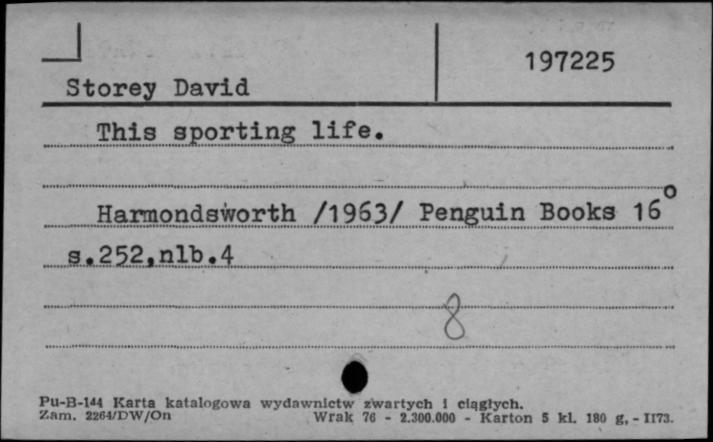 197225
Storey David
This sporting life.
Harmondsworth /1963/ Penguin Books 16°
s.252,nlb.4
8
Pu-B-144 Karta katalogowa wydawnictw zwartych i ciągłych.
Zam. 2264/DW/On Wrak 76 - 2.300.000 - Karton 5 kl. 180 g, - II73.